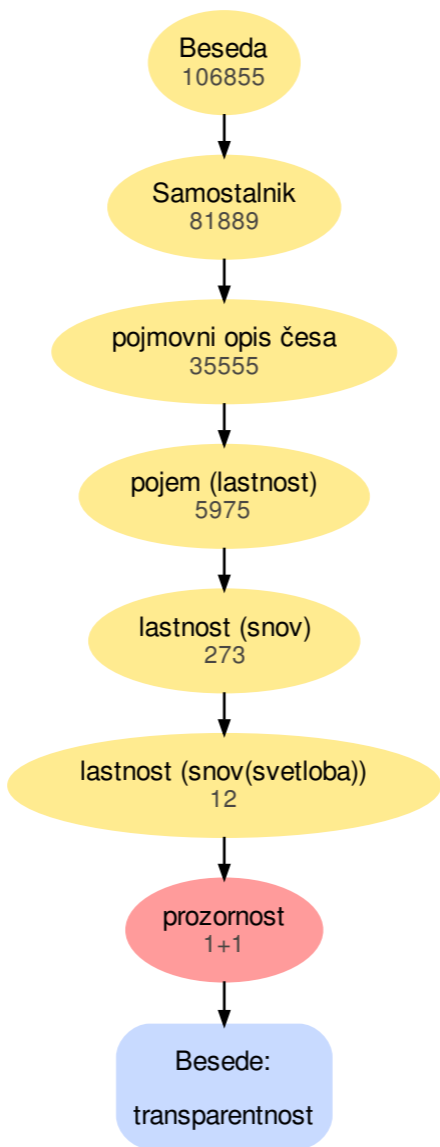 Beseda
106855
Samostalnik
81889
pojmovni opis česa
35555
pojem (lastnost)
5975
lastnost (snov)
273
lastnost (snov(svetloba))
12
prozornost
1+1
Besede:
transparentnost